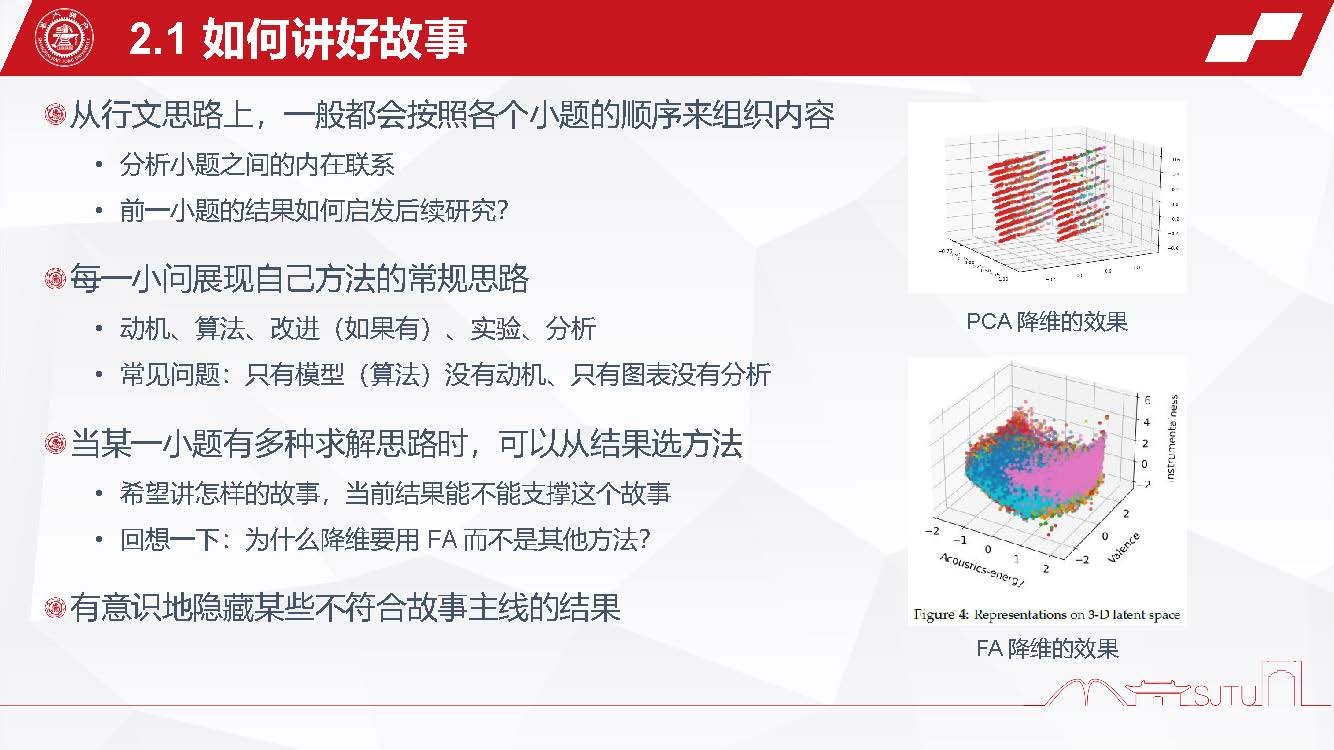 2.1 如何讲好故事
从行文思路上，一般都会按照各个小题的顺序来组织内容
• 分析小题之间的内在联系
• 前一小题的结果如何启发后续研究？
每一小问展现自己方法的常规思路
• 动机、算法、改进（如果有）、实验、分析
• 常见问题：只有模型（算法）没有动机、只有图表没有分析
当某一小题有多种求解思路时，可以从结果选方法
• 希望讲怎样的故事，当前结果能不能支撑这个故事
• 回想一下：为什么降维要用 FA 而不是其他方法？
有意识地隐藏某些不符合故事主线的结果
PCA 降维的效果
6
4
2
0
−2
−2
−1
0
1
2
−2
0
2
Acoustics-energy
Valence
Figure 4: Representations on 3-D latent space
FA 降维的效果
SJTU